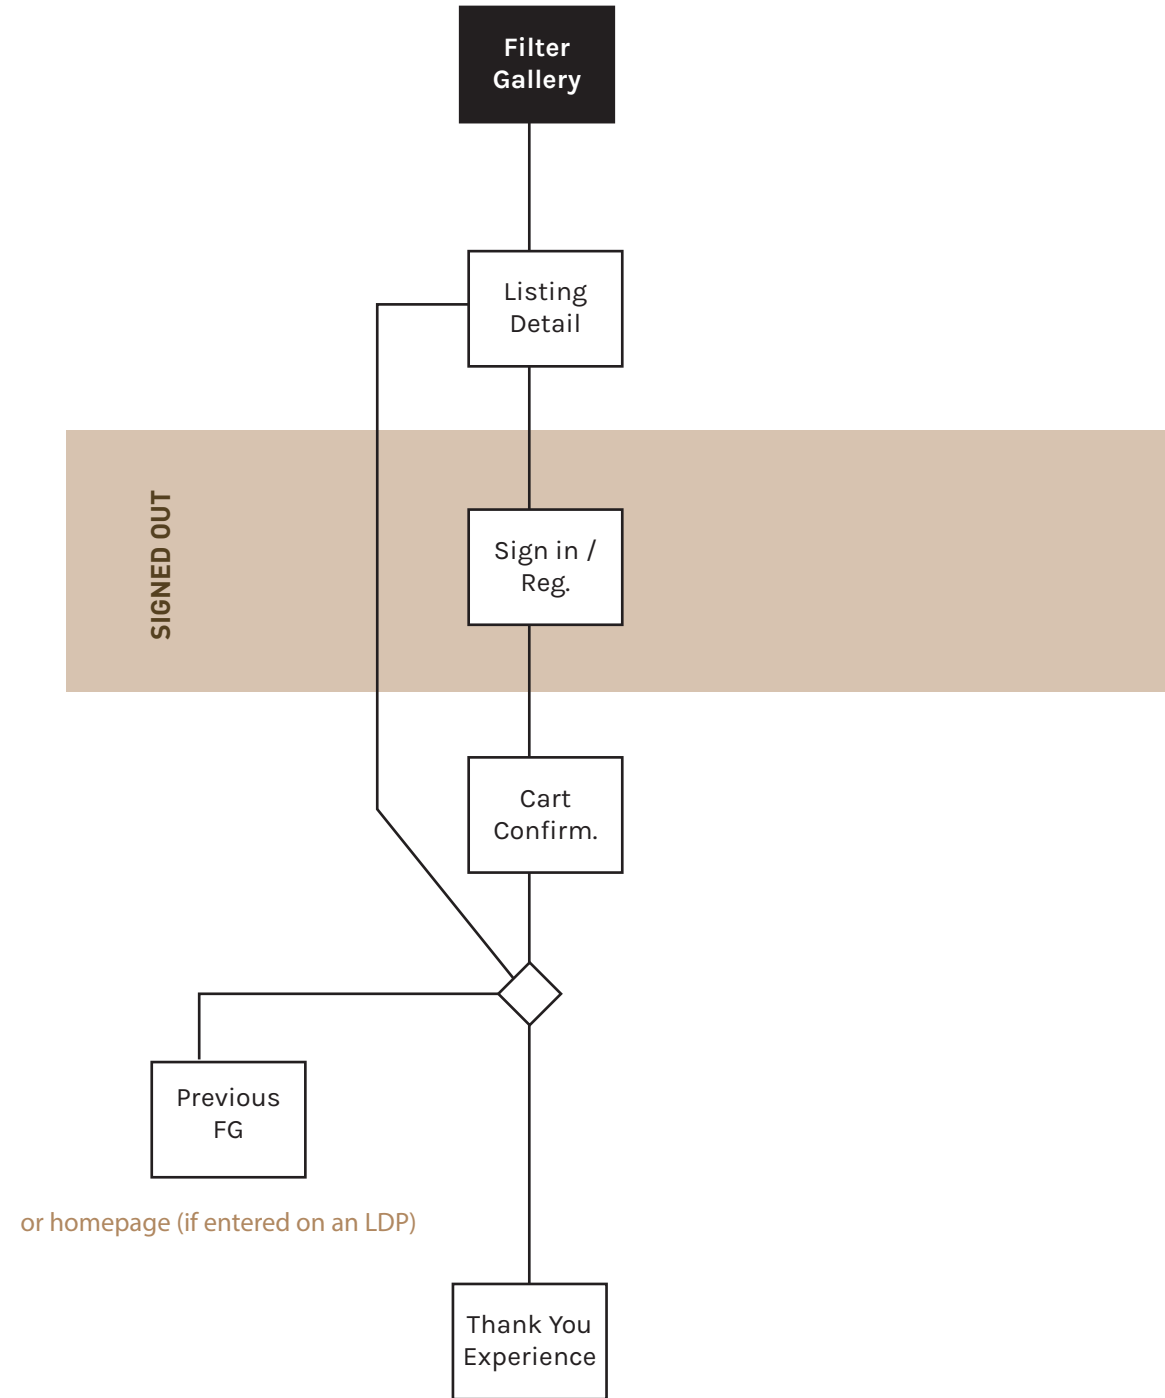 Filter
Gallery
Listing
Detail
SIGNED OUT
Sign in /
Reg.
Cart
Confirm.
Previous
FG
or homepage (if entered on an LDP)
Thank You
Experience